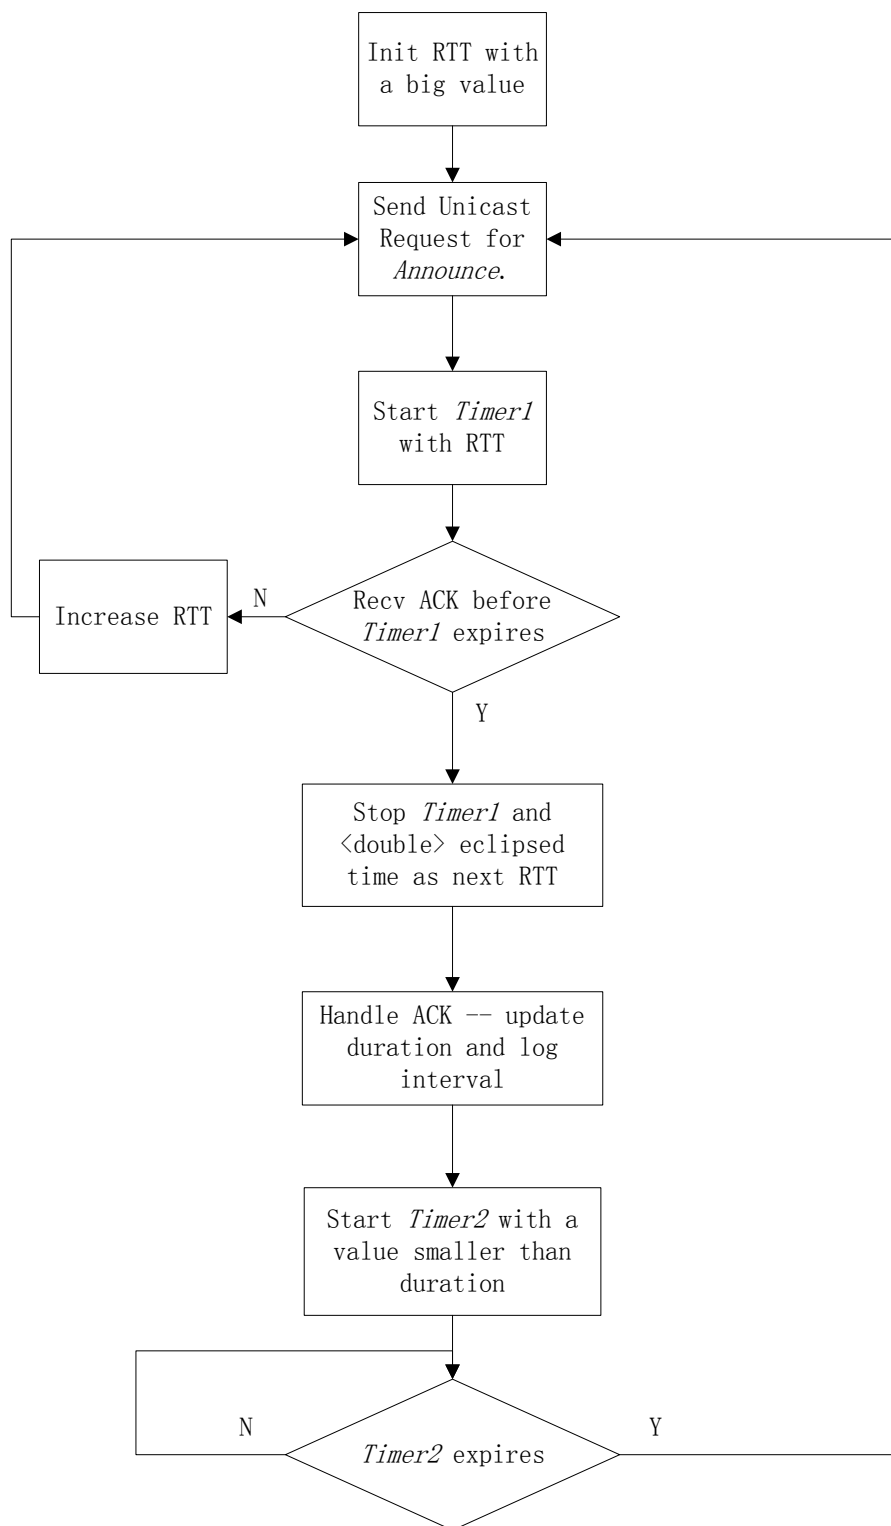 Init RTT with
a big value
Send Unicast
Request for
Announce.
Start Timer1
with RTT
Increase RTT
N
Recv ACK before
Timer1 expires
Y
Stop Timer1 and
<double> eclipsed
time as next RTT
Handle ACK -- update
duration and log
interval
Start Timer2 with a
value smaller than
duration
N
Timer2 expires
Y